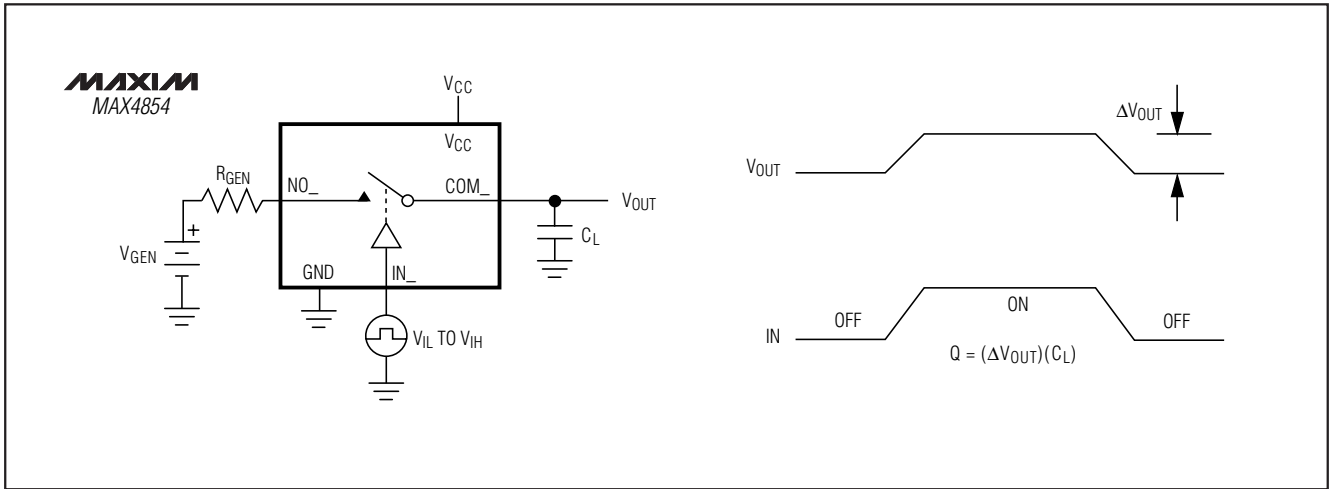 MAXIM
MAX4854
VCC
VCC
RGEN
NO_
COM_
VOUT
VGEN
+
CL
GND
IN_
VIL TO VIH
ΔVOUT
VOUT
IN
OFF
ON
OFF
Q = (ΔVOUT)(CL)